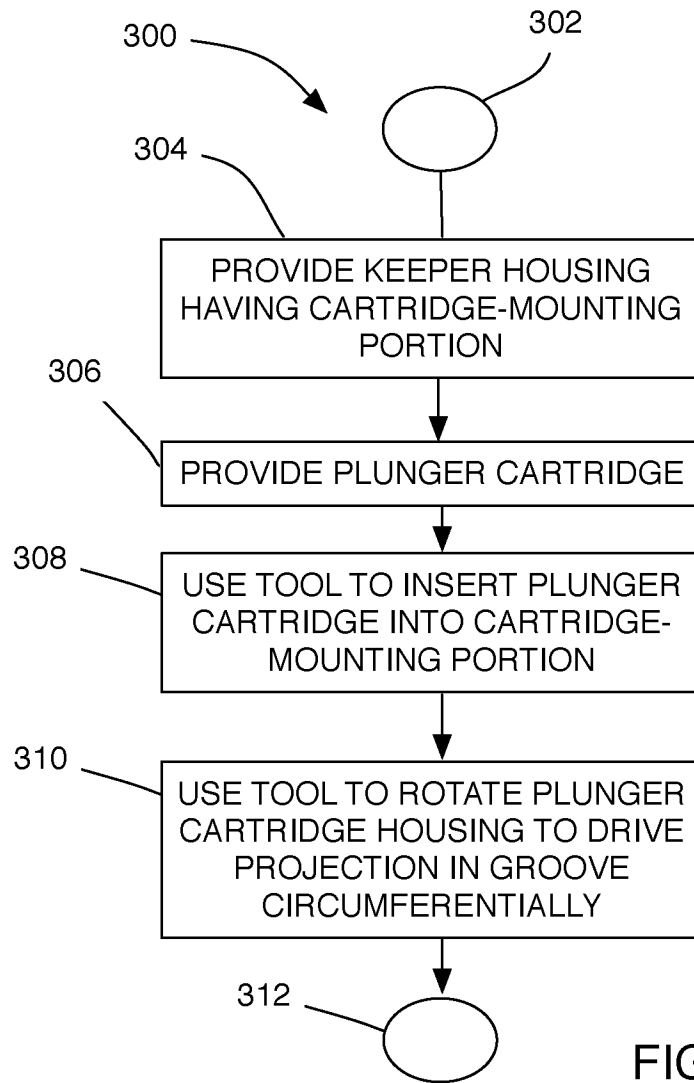 300
302
304
PROVIDE KEEPER HOUSING
HAVING CARTRIDGE-MOUNTING
PORTION
306
PROVIDE PLUNGER CARTRIDGE
308
USE TOOL TO INSERT PLUNGER
CARTRIDGE INTO CARTRIDGE-
MOUNTING PORTION
310
USE TOOL TO ROTATE PLUNGER
CARTRIDGE HOUSING TO DRIVE
PROJECTION IN GROOVE
CIRCUMFERENTIALLY
312
FIG